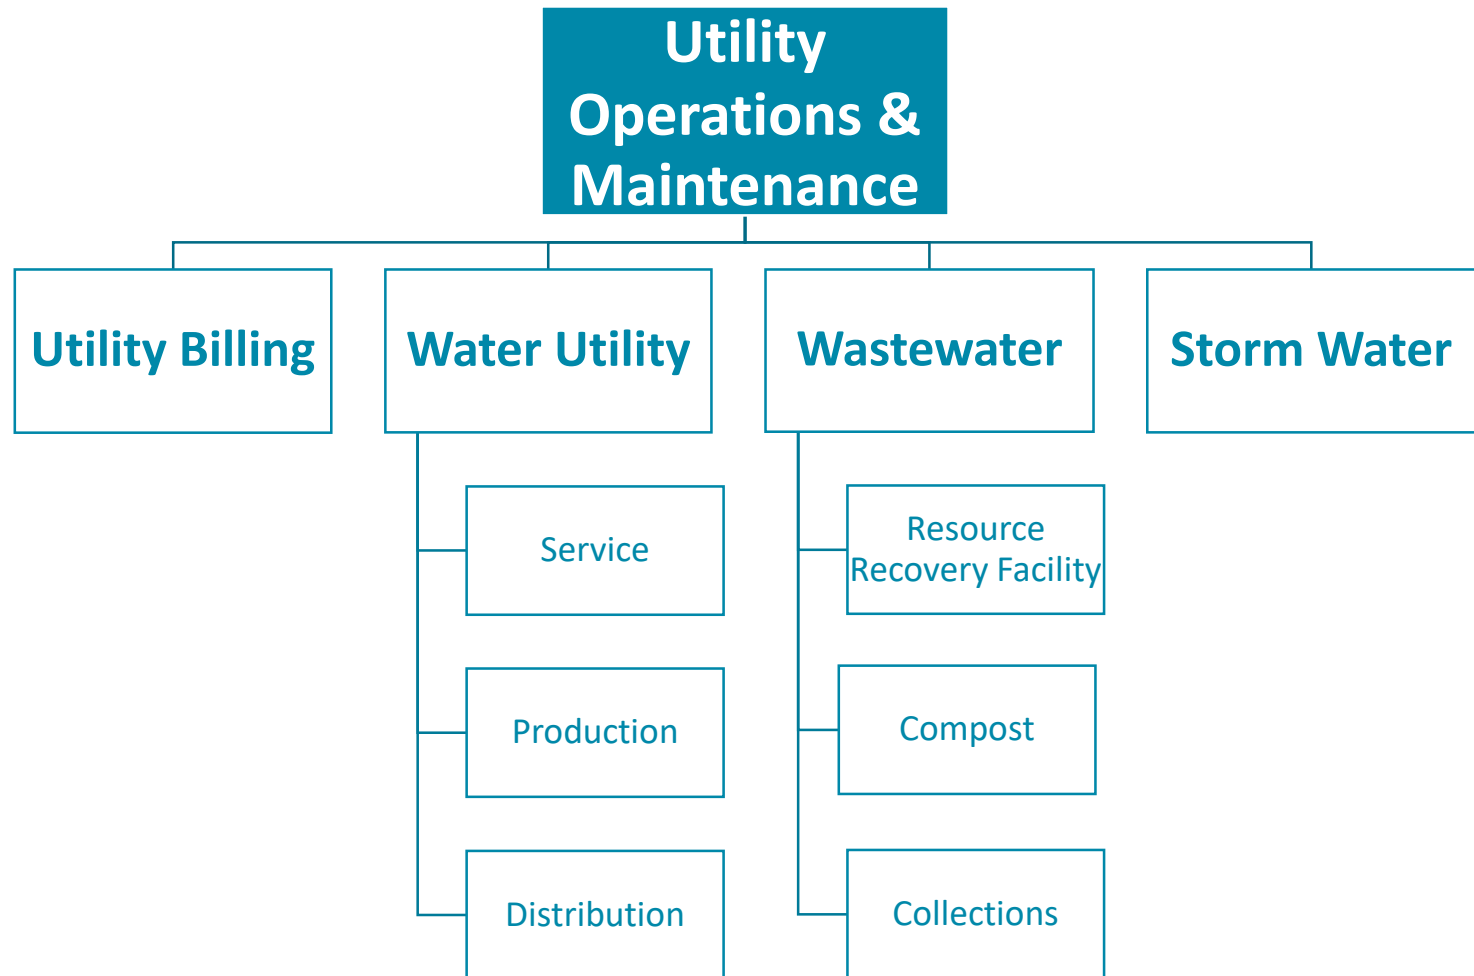 Utility
Operations &
Maintenance
Utility Billing
Water Utility
Wastewater
Storm Water
Service
Production
Distribution
Resource
Recovery Facility
Compost
Collections